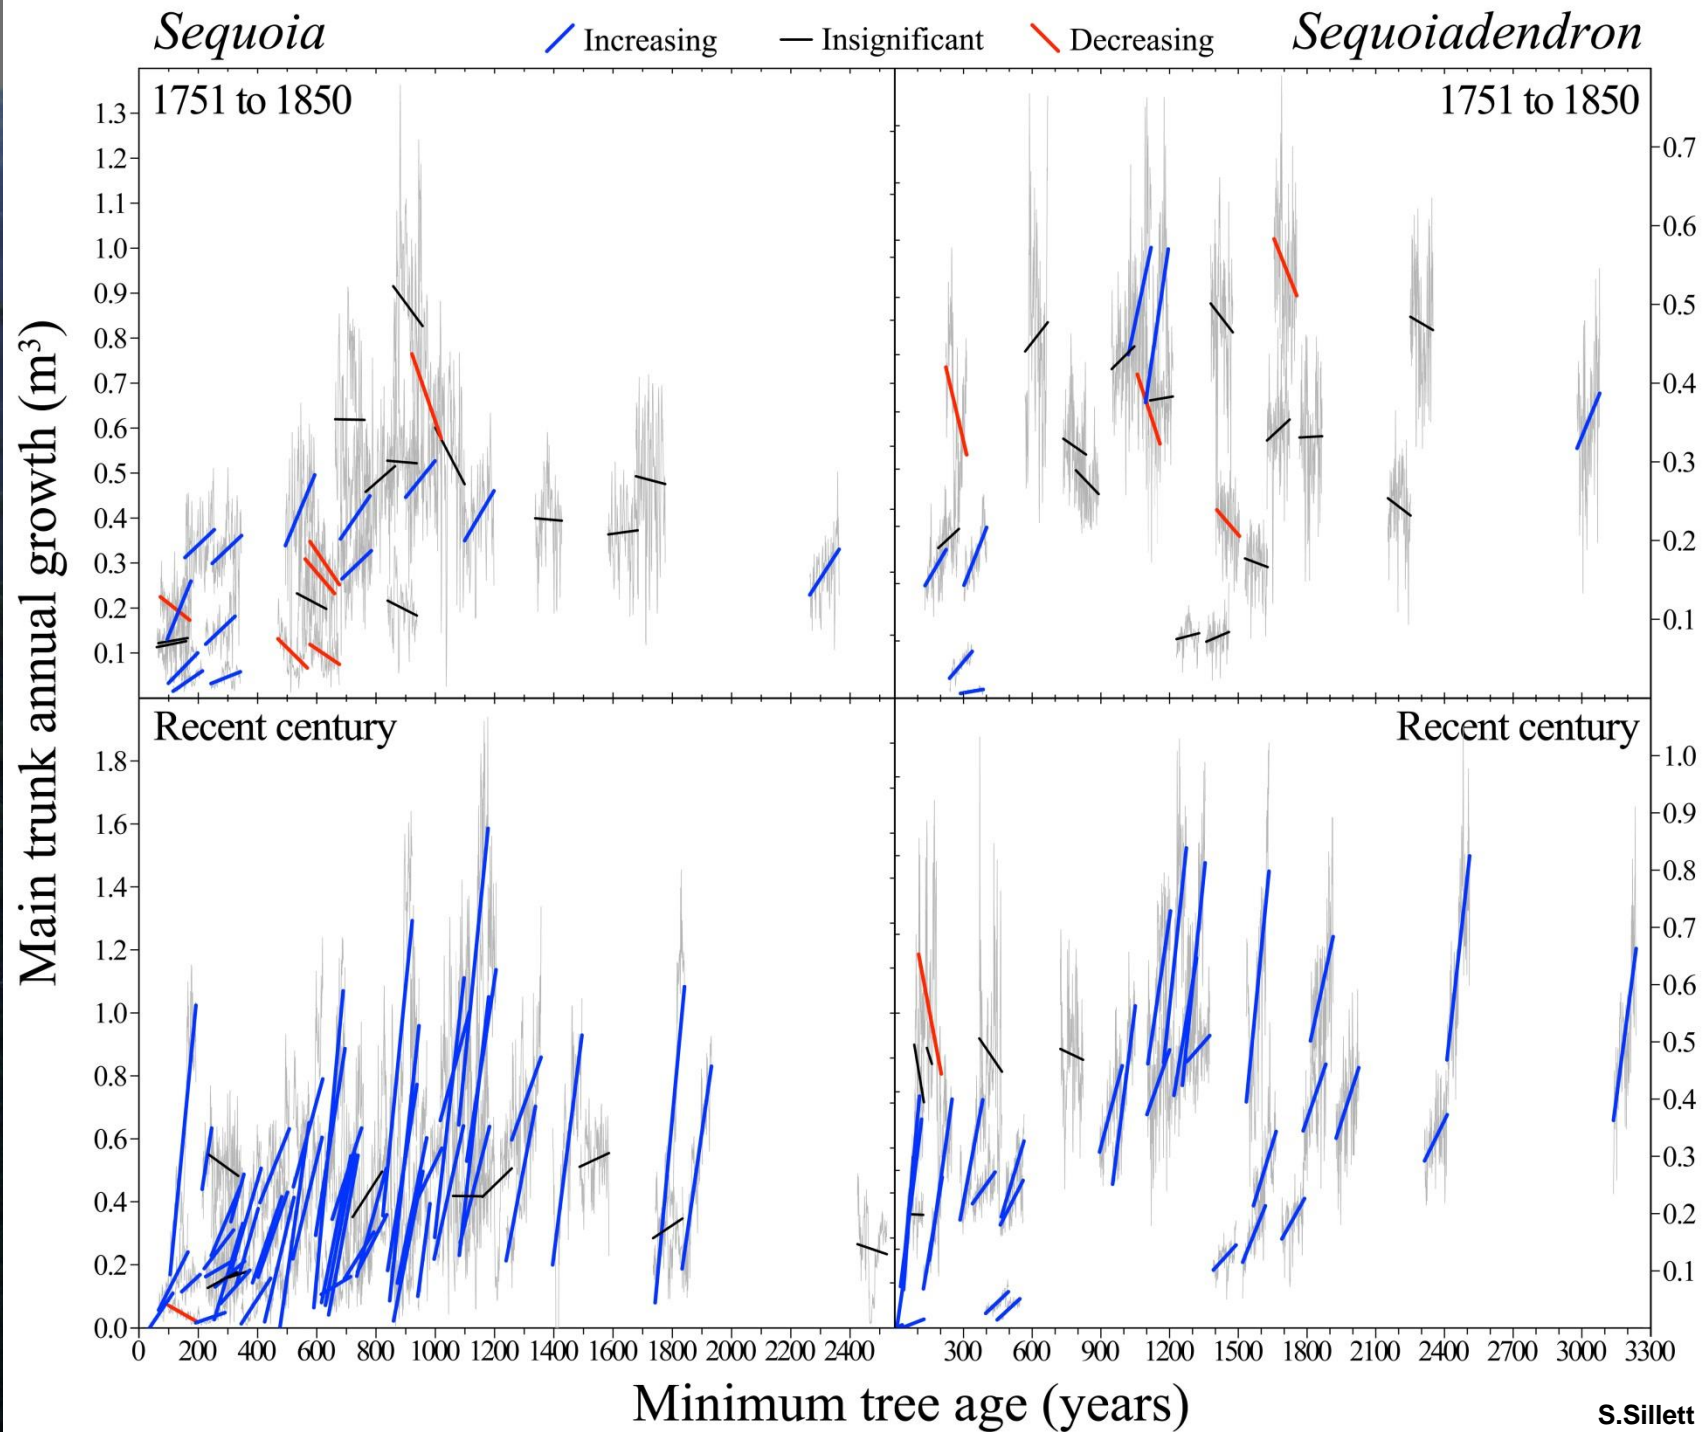 Sequoia
Increasing
Insignificant
Decreasing
Sequoiadendron
1751 to 1850
1751 to 1850
1.3
1.2
1.1
1.0
0.9
0.8
0.7
0.6
0.5
0.4
0.3
0.2
0.1
0.7
0.6
0.5
0.4
0.3
0.2
0.1
Main trunk annual growth (m³)
Recent century
Recent century
1.8
1.6
1.4
1.2
1.0
0.8
0.6
0.4
0.2
0.0
1.0
0.9
0.8
0.7
0.6
0.5
0.4
0.3
0.2
0.1
0 200 400 600 800 1000 1200 1400 1600 1800 2000 2200 2400
300 600 900 1200 1500 1800 2100 2400 2700 3000 3300
Minimum tree age (years)
S.Sillett